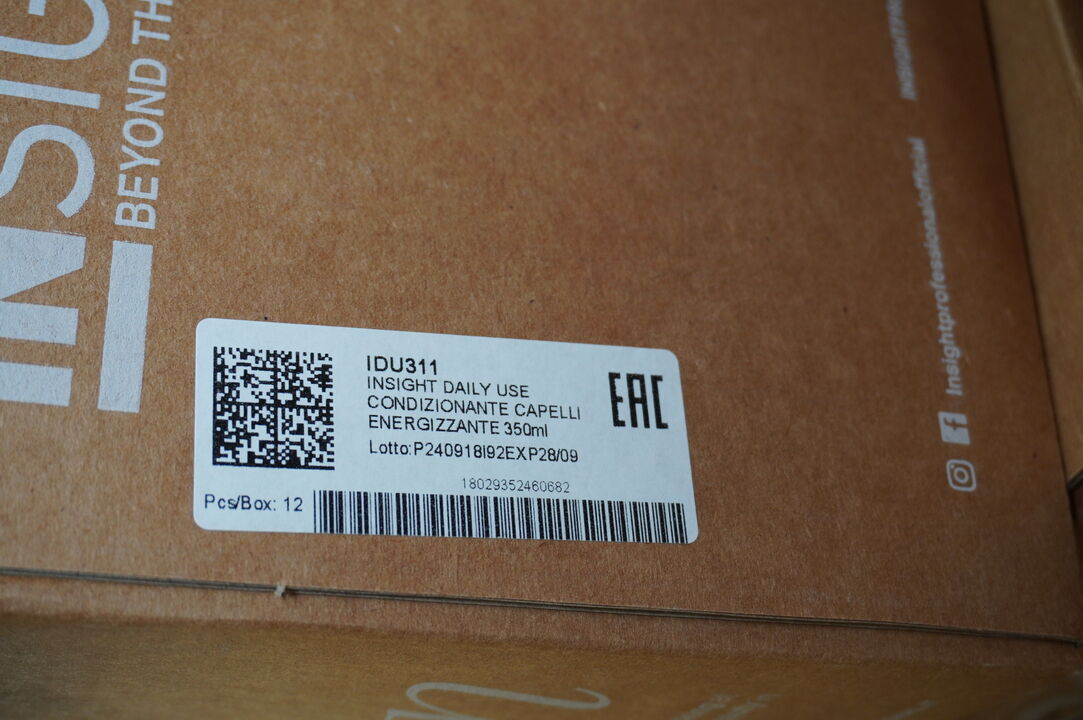 INSIG
BEYOND TH
IDU311
INSIGHT DAILY USE
CONDIZIONANTE CAPELLI
ENERGIZZANTE 350ml
EAC
Lotto:P240918I92EXP28/09
18029352460682
Pcs/Box: 12
Insightprofessionalofficial